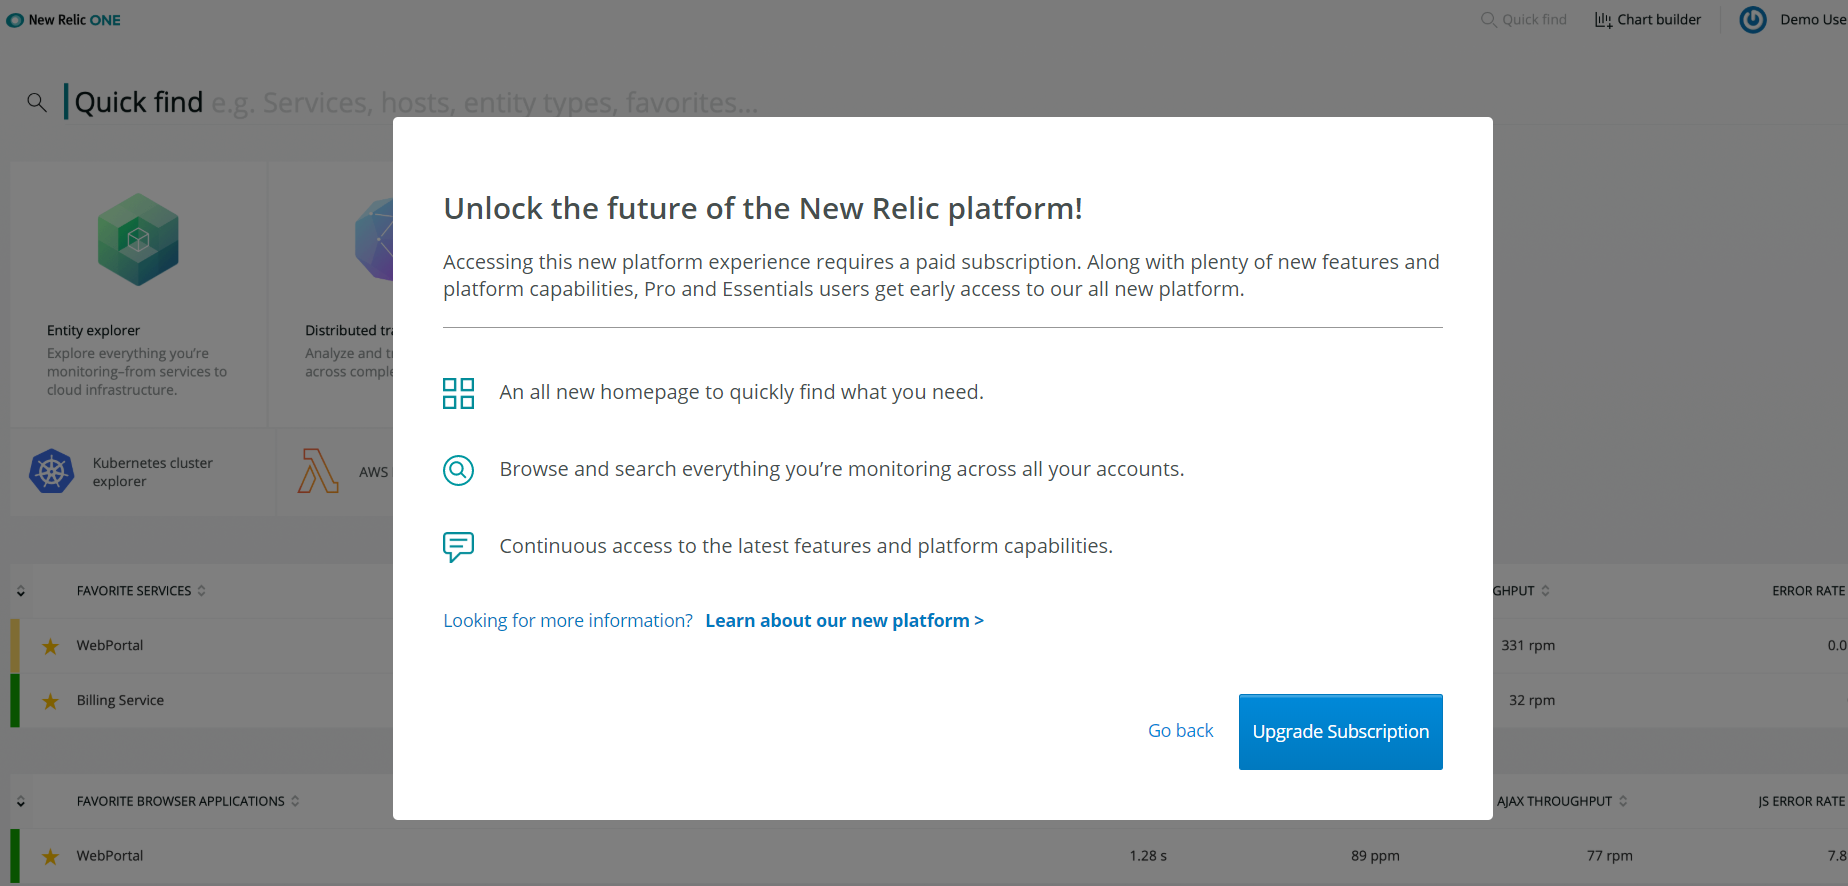 New Relic ONE
Quick find
Chart builder
Demo Use
Quick find e.g. Services, hosts, entity types, favorites...
Unlock the future of the New Relic platform!
Accessing this new platform experience requires a paid subscription. Along with plenty of new features and
platform capabilities, Pro and Essentials users get early access to our all new platform.
An all new homepage to quickly find what you need.
Browse and search everything you’re monitoring across all your accounts.
Continuous access to the latest features and platform capabilities.
Looking for more information? Learn about our new platform >
Go back
Upgrade Subscription
Entity explorer
Explore everything you’re
monitoring–from services to
cloud infrastructure.
Distributed tra
Analyze and t
across comple
Kubernetes cluster
explorer
AWS
FAVORITE SERVICES
GHPUT
ERROR RATE
WebPortal
331 rpm
0.0
Billing Service
32 rpm
FAVORITE BROWSER APPLICATIONS
AJAX THROUGHPUT
JS ERROR RATE
WebPortal
1.28 s
89 ppm
77 rpm
7.8